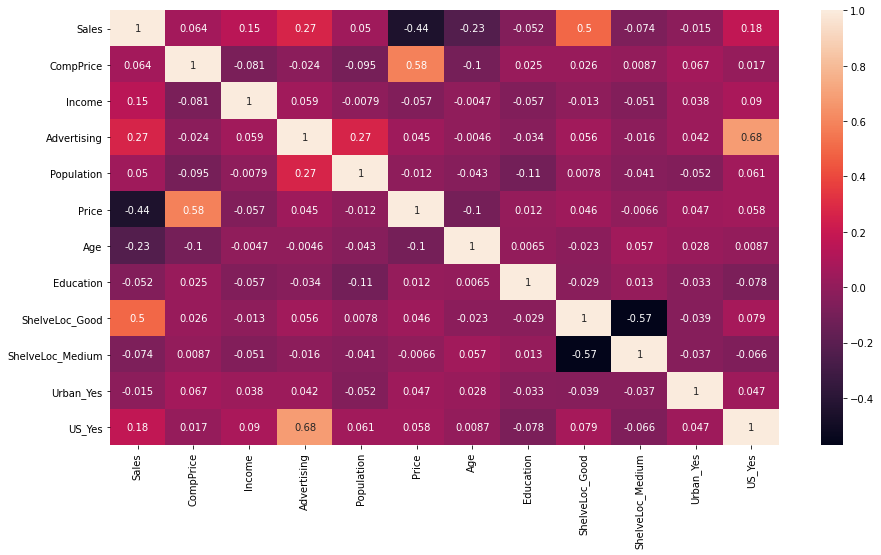 Sales 1 0.064 0.15 0.27 0.05 -0.44 -0.23 -0.052 0.5 -0.074 -0.015 0.18
CompPrice 0.064 1 -0.081 -0.024 -0.095 0.58 -0.1 0.025 0.026 0.0087 0.067 0.017
Income 0.15 -0.081 1 0.059 -0.0079 -0.057 -0.0047 -0.057 -0.013 -0.051 0.038 0.09
Advertising 0.27 -0.024 0.059 1 0.27 0.045 -0.0046 -0.034 0.056 -0.016 0.042 0.68
Population 0.05 -0.095 -0.0079 0.27 1 -0.012 -0.043 -0.11 0.0078 -0.041 -0.052 0.061
Price -0.44 0.58 -0.057 0.045 -0.012 1 -0.1 0.012 0.046 -0.0066 0.047 0.058
Age -0.23 -0.1 -0.0047 -0.0046 -0.043 -0.1 1 0.0065 -0.023 0.057 0.028 0.0087
Education -0.052 0.025 -0.057 -0.034 -0.11 0.012 0.0065 1 -0.029 0.013 -0.033 -0.078
ShelveLoc_Good 0.5 0.026 -0.013 0.056 0.0078 0.046 -0.023 -0.029 1 -0.57 -0.039 0.079
ShelveLoc_Medium -0.074 0.0087 -0.051 -0.016 -0.041 -0.0066 0.057 0.013 -0.57 1 -0.037 -0.066
Urban_Yes -0.015 0.067 0.038 0.042 -0.052 0.047 0.028 -0.033 -0.039 -0.037 1 0.047
US_Yes 0.18 0.017 0.09 0.68 0.061 0.058 0.0087 -0.078 0.079 -0.066 0.047 1
Sales
CompPrice
Income
Advertising
Population
Price
Age
Education
ShelveLoc_Good
ShelveLoc_Medium
Urban_Yes
US_Yes
1.0
0.8
0.6
0.4
0.2
0.0
−0.2
−0.4